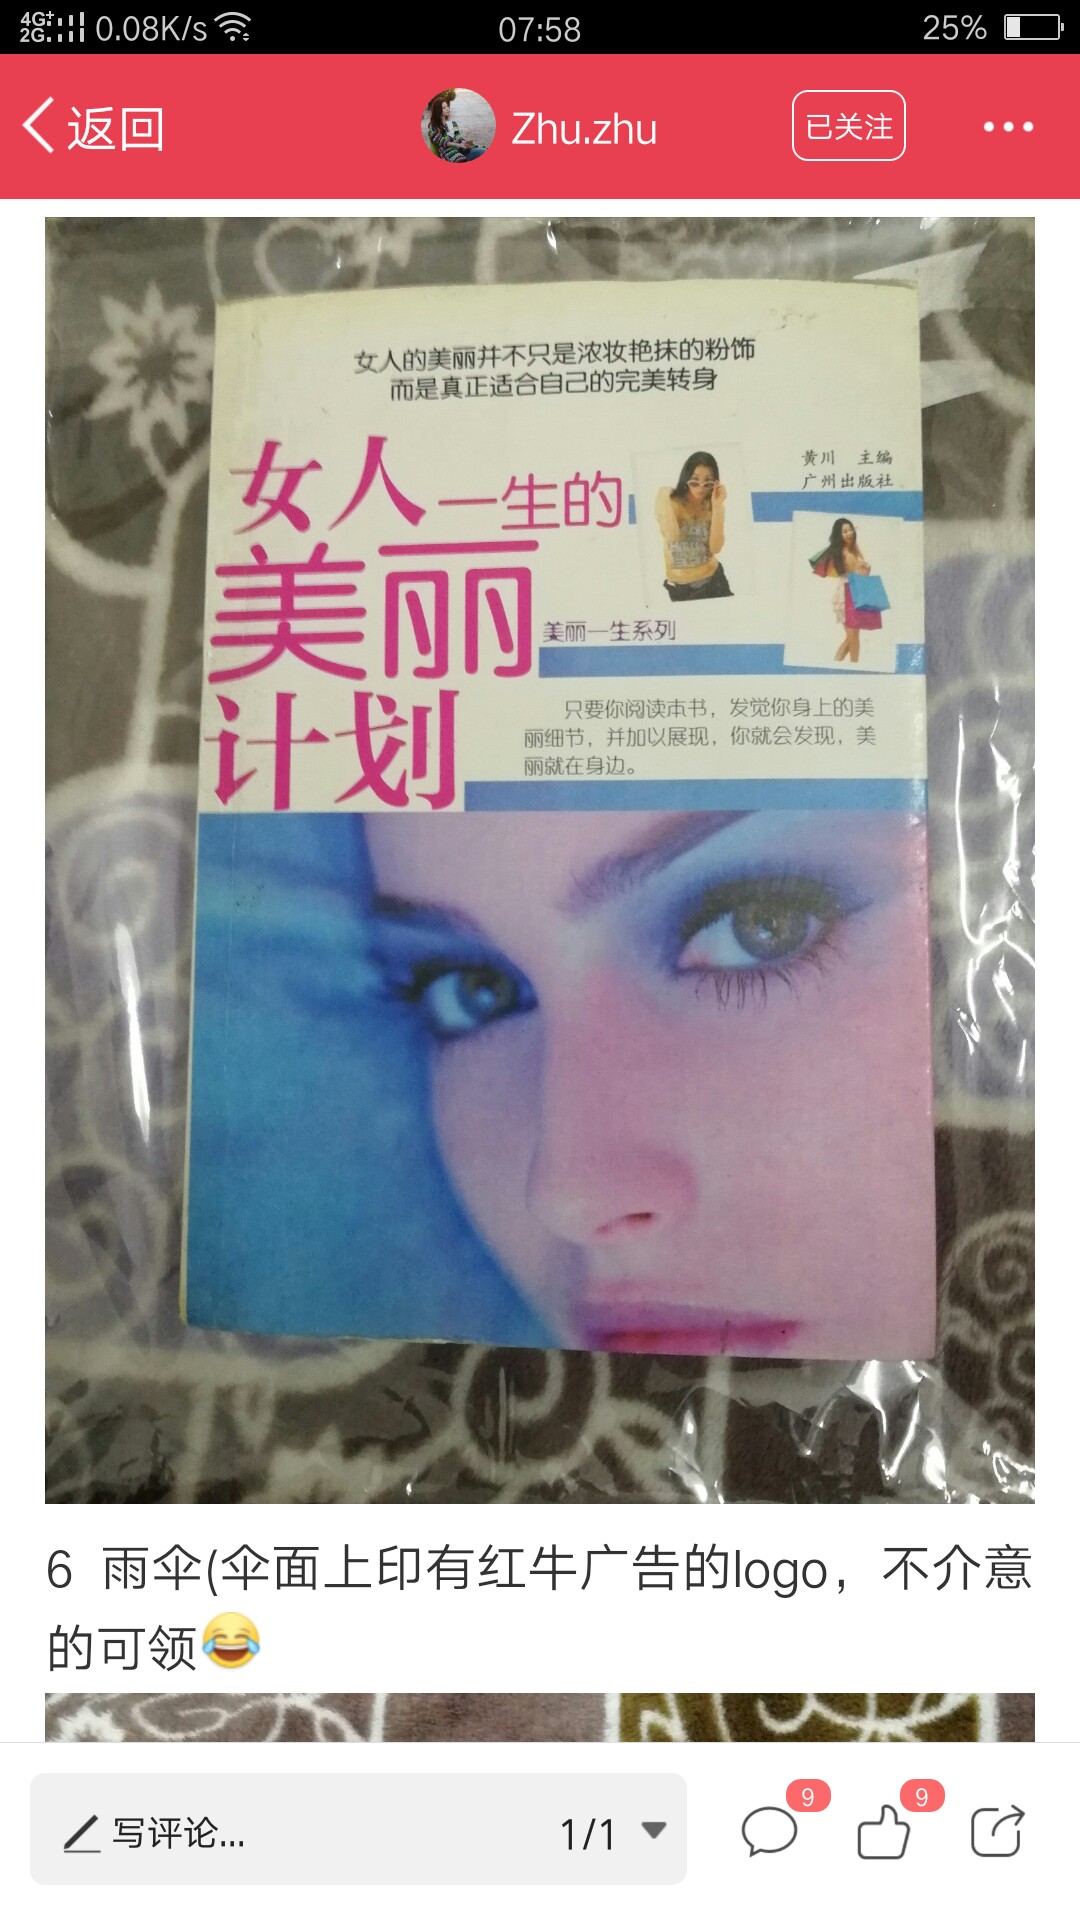 4G+ 2G 0.08K/s 07:58 25%
返回 Zhu.zhu 已关注
女人的美丽并不只是浓妆艳抹的粉饰
而是真正适合自己的完美转身
黄川 主编
广州出版社
女人一生的
美丽
美丽一生系列
计划
只要你阅读本书，发觉你身上的美
丽细节，并加以展现，你就会发现，美
丽就在身边。
6 雨伞(伞面上印有红牛广告的logo，不介意
的可领😂
写评论... 1/1 9 9